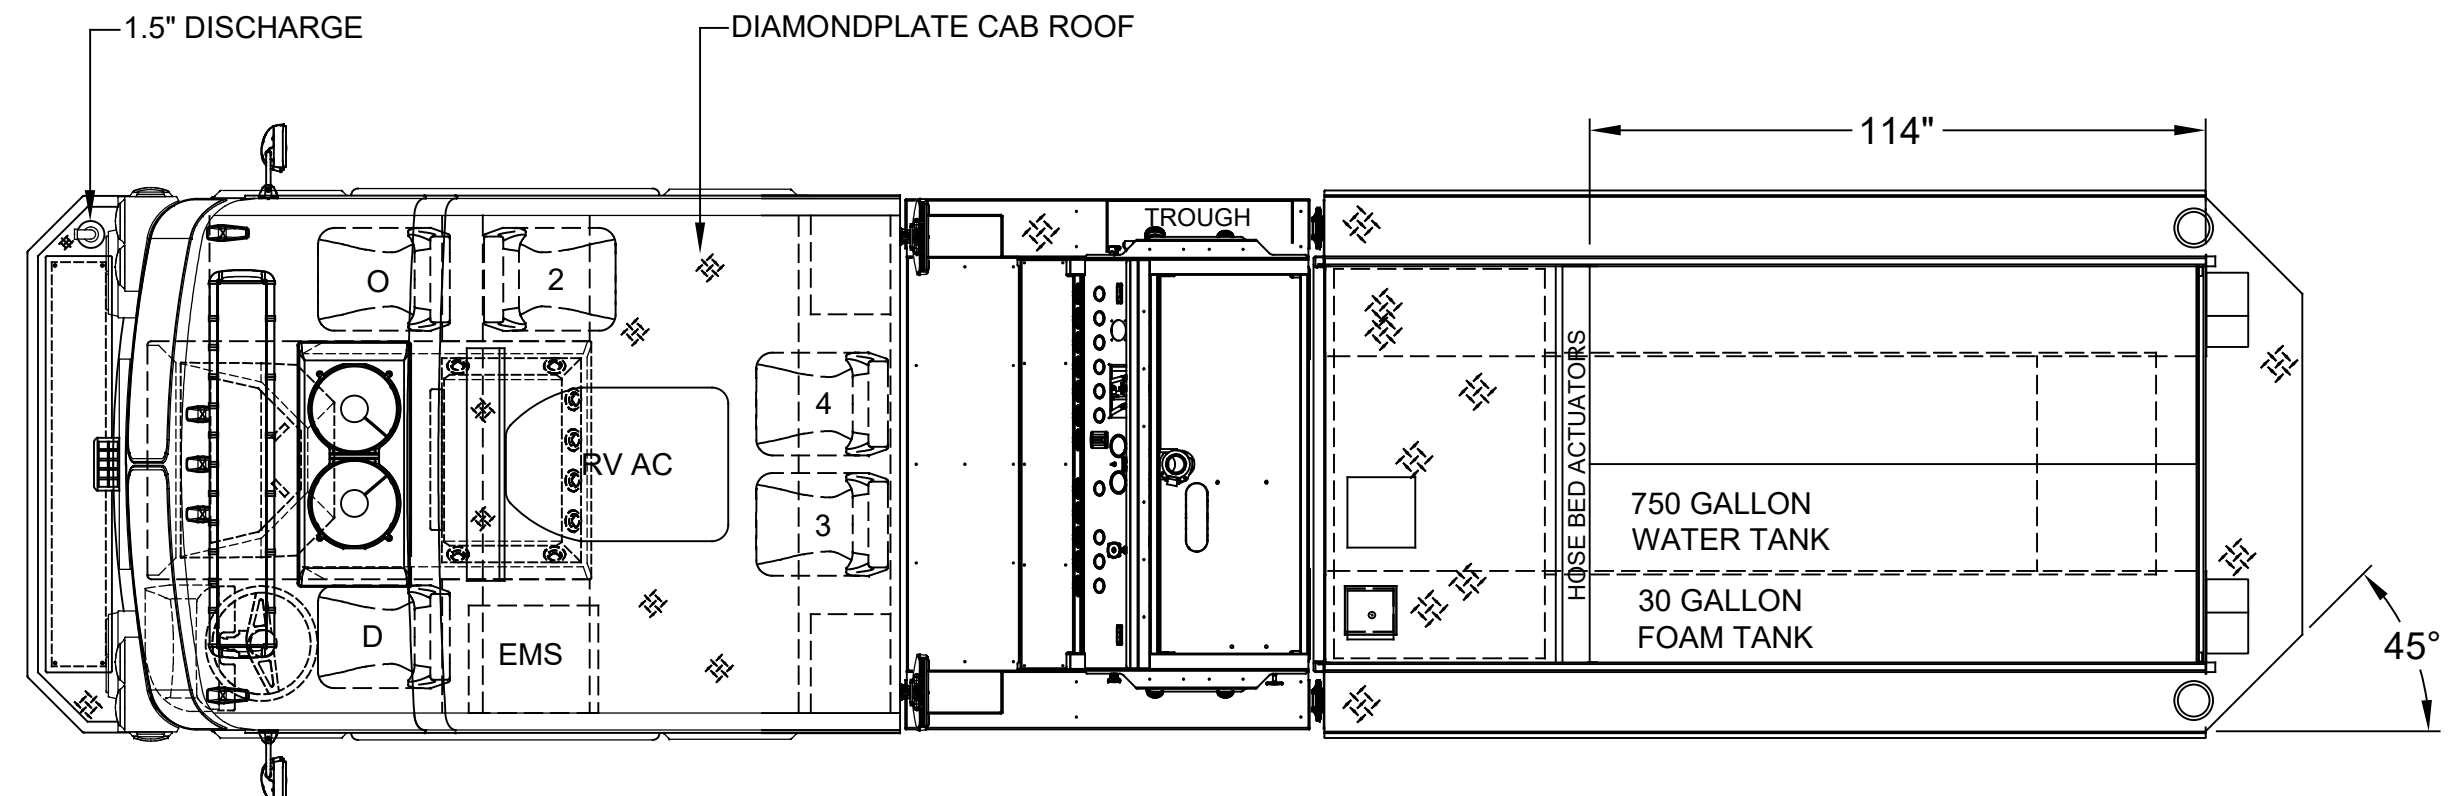 1.5" DISCHARGE
DIAMONDPLATE CAB ROOF
114"
TROUGH
O
2
4
RV AC
3
D
EMS
HOSE BED ACTUATORS
750 GALLON
WATER TANK
30 GALLON
FOAM TANK
45°